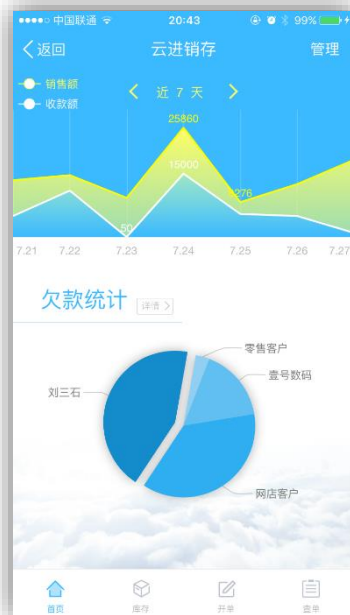 中国联通 20:43 99%
返回 云进销存 管理
销售额
收款额
近 7 天
25860
15000
276
50
7.21 7.22 7.23 7.24 7.25 7.26 7.27
欠款统计 详情
零售客户
壹号数码
刘三石
网店客户
首页 库存 开单 查单